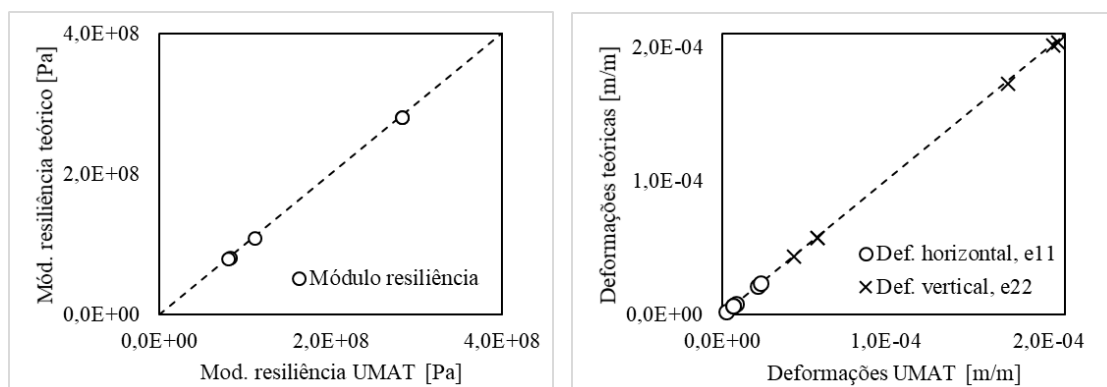 Mód. resiliência teórico [Pa]
4,0E+08
2,0E+08
0,0E+00
Módulo resiliência
0,0E+00 2,0E+08 4,0E+08
Mod. resiliência UMAT [Pa]
Deformações teóricas [m/m]
2,0E-04
1,0E-04
0,0E+00
Def. horizontal, e11
Def. vertical, e22
0,0E+00 1,0E-04 2,0E-04
Deformações UMAT [m/m]